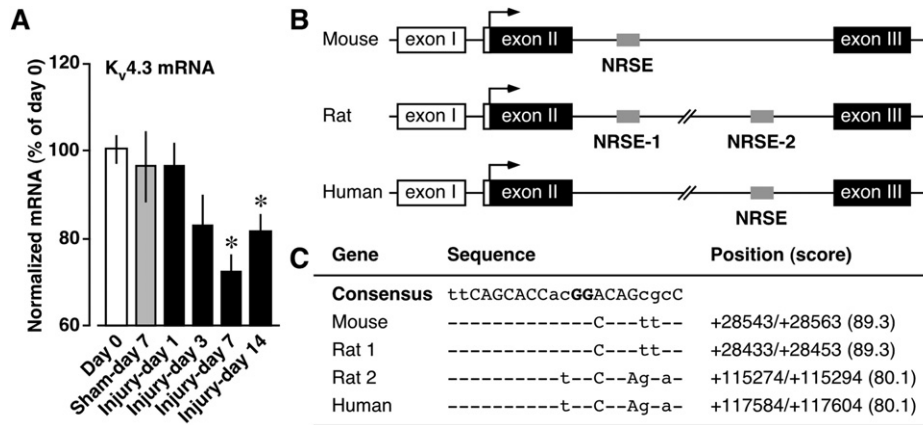 A
Kv4.3 mRNA
Normalized mRNA (% of day 0)
120
100
80
60
*
*
Day 0
Sham-day 7
Injury-day 1
Injury-day 3
Injury-day 7
Injury-day 14
B
Mouse
exon I
exon II
exon III
NRSE
Rat
exon I
exon II
exon III
NRSE-1
NRSE-2
Human
exon I
exon II
exon III
NRSE
C
Gene Sequence Position (score)
Consensus ttCAGCACCacGGACAGcgcC
Mouse -------------C---tt-- +28543/+28563 (89.3)
Rat 1 -------------C---tt-- +28433/+28453 (89.3)
Rat 2 ----------t--C--Ag-a- +115274/+115294 (80.1)
Human ----------t--C--Ag-a- +117584/+117604 (80.1)